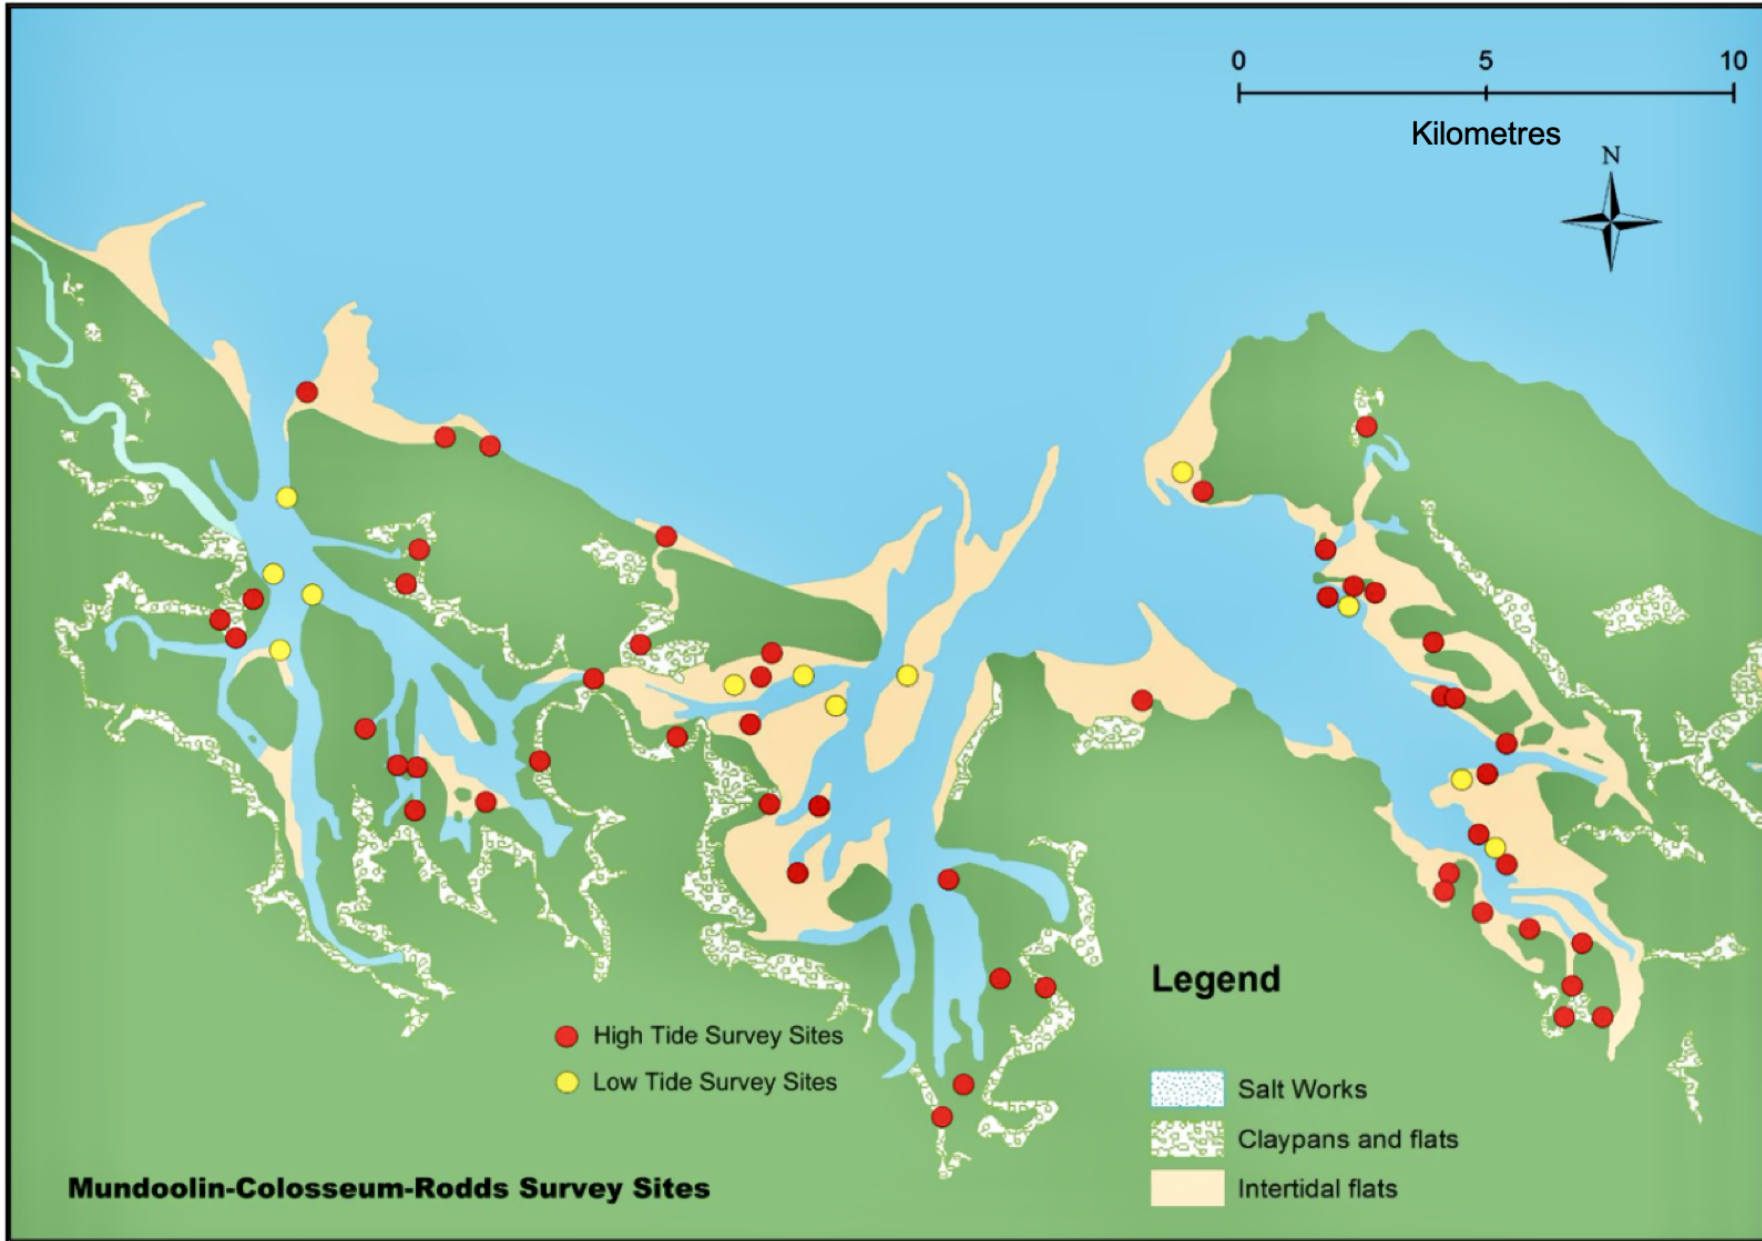 0 5 10
Kilometres
N
Legend
High Tide Survey Sites
Low Tide Survey Sites
Salt Works
Claypans and flats
Intertidal flats
Mundoolin-Colosseum-Rodds Survey Sites